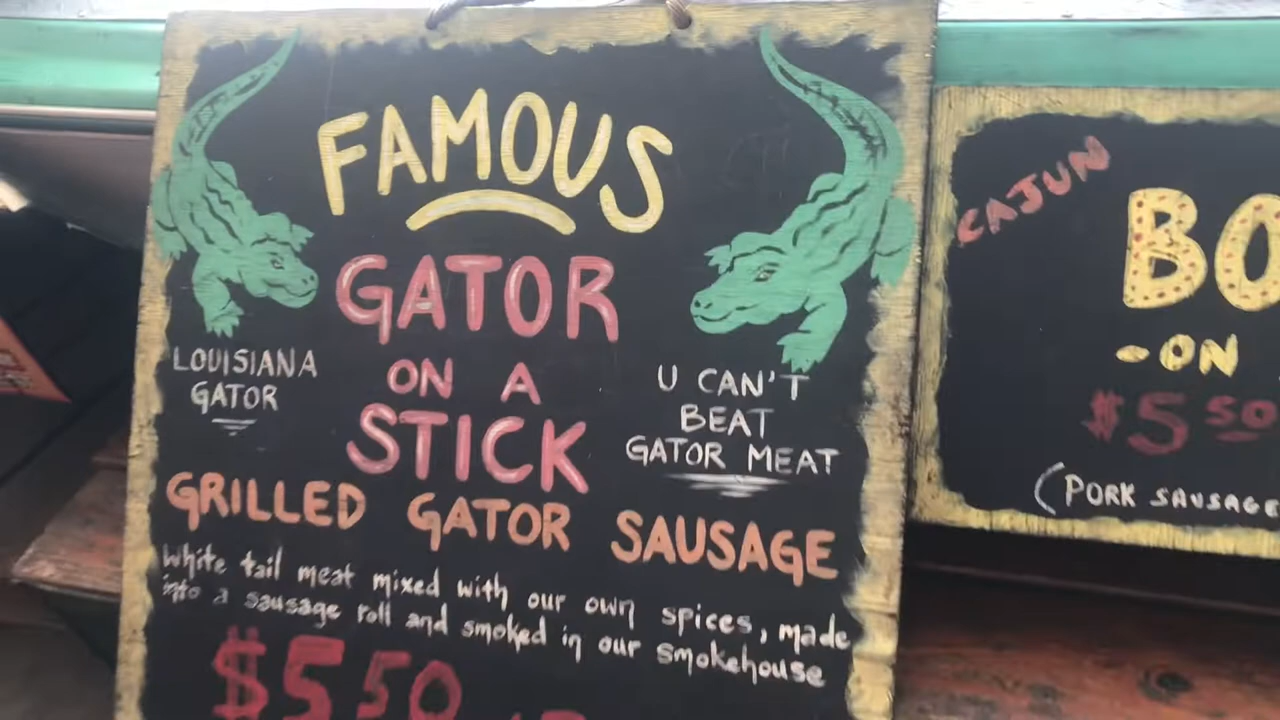 FAMOUS
GATOR
ON A
STICK
LOUISIANA
GATOR
U CAN'T
BEAT
GATOR MEAT
GRILLED GATOR SAUSAGE
White tail meat mixed with our own spices, made
into a sausage roll and smoked in our smokehouse
$5.50
CAJUN
BO
-ON
$5.50
(PORK SAUSAGE